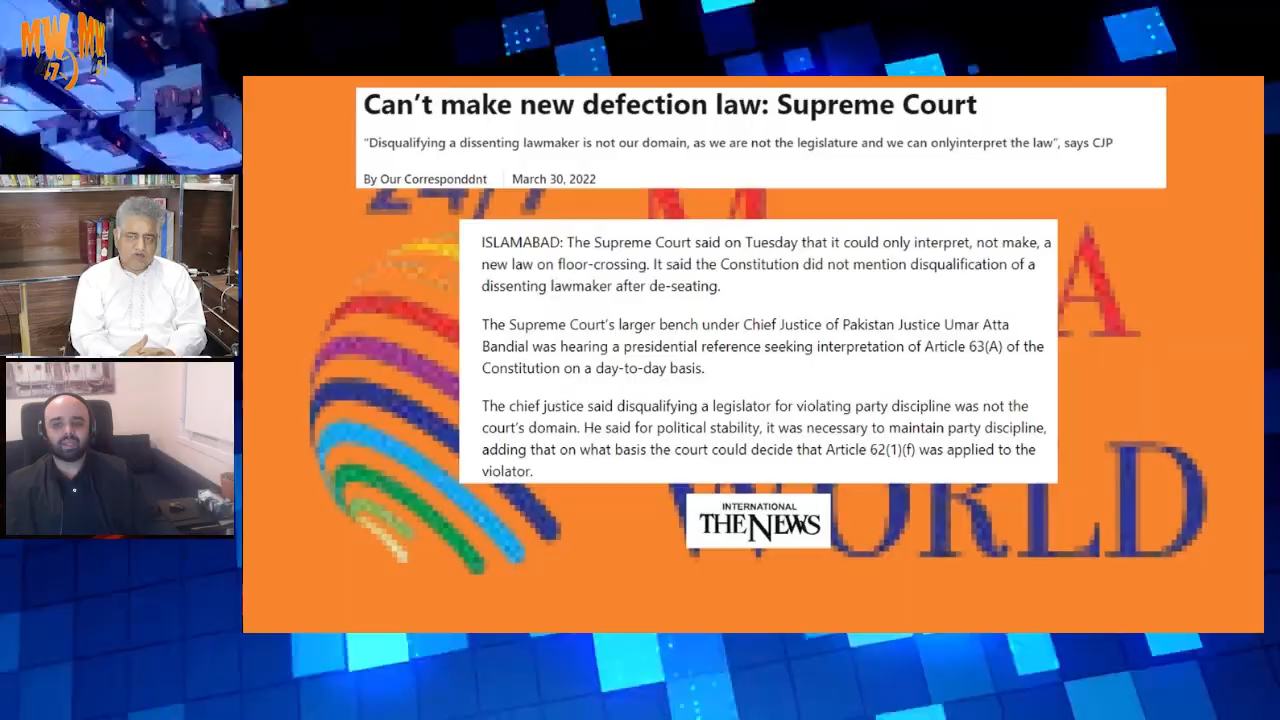 MW MW
Can't make new defection law: Supreme Court
"Disqualifying a dissenting lawmaker is not our domain, as we are not the legislature and we can onlyinterpret the law", says CJP
By Our Corresponddnt March 30, 2022
24/7 M A
ISLAMABAD: The Supreme Court said on Tuesday that it could only interpret, not make, a
new law on floor-crossing. It said the Constitution did not mention disqualification of a
dissenting lawmaker after de-seating.
The Supreme Court's larger bench under Chief Justice of Pakistan Justice Umar Atta
Bandial was hearing a presidential reference seeking interpretation of Article 63(A) of the
Constitution on a day-to-day basis.
The chief justice said disqualifying a legislator for violating party discipline was not the
court's domain. He said for political stability, it was necessary to maintain party discipline,
adding that on what basis the court could decide that Article 62(1)(f) was applied to the
violator.
WORLD
INTERNATIONAL
THE NEWS